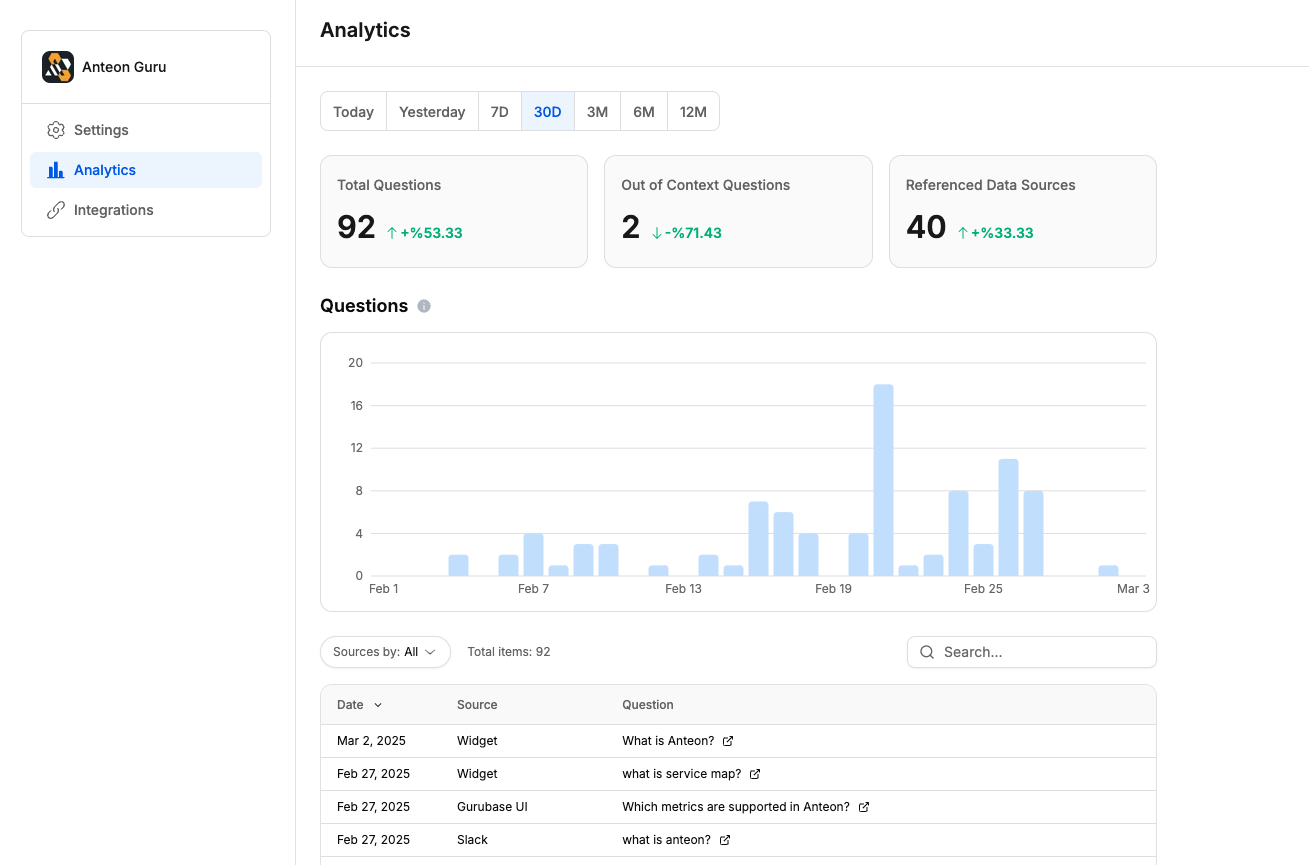 Analytics
Anteon Guru
Settings
Analytics
Integrations
Today Yesterday 7D 30D 3M 6M 12M
Total Questions
92 ↑ +%53.33
Out of Context Questions
2 ↓ -%71.43
Referenced Data Sources
40 ↑ +%33.33
Questions
20
16
12
8
4
0
Feb 1 Feb 7 Feb 13 Feb 19 Feb 25 Mar 3
Sources by: All Total items: 92 Search...
Date Source Question
Mar 2, 2025 Widget What is Anteon?
Feb 27, 2025 Widget what is service map?
Feb 27, 2025 Gurubase UI Which metrics are supported in Anteon?
Feb 27, 2025 Slack what is anteon?